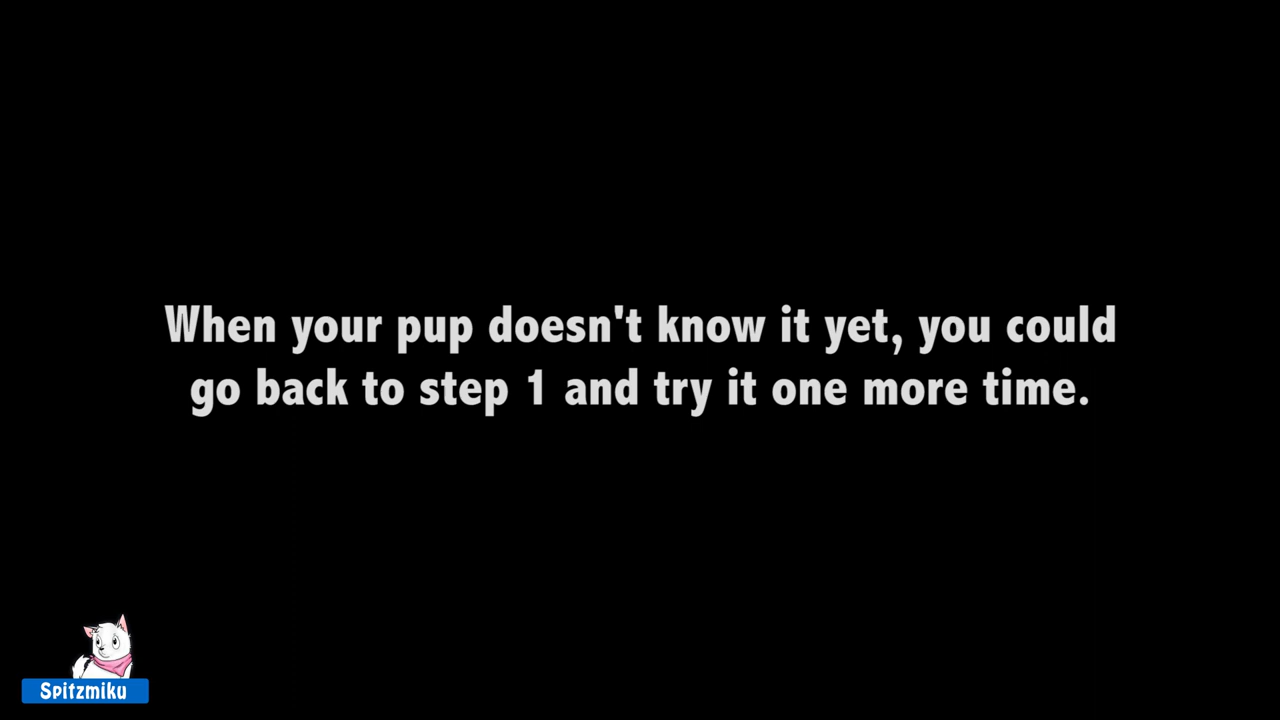 When your pup doesn't know it yet, you could
go back to step 1 and try it one more time.
Spitzmiku